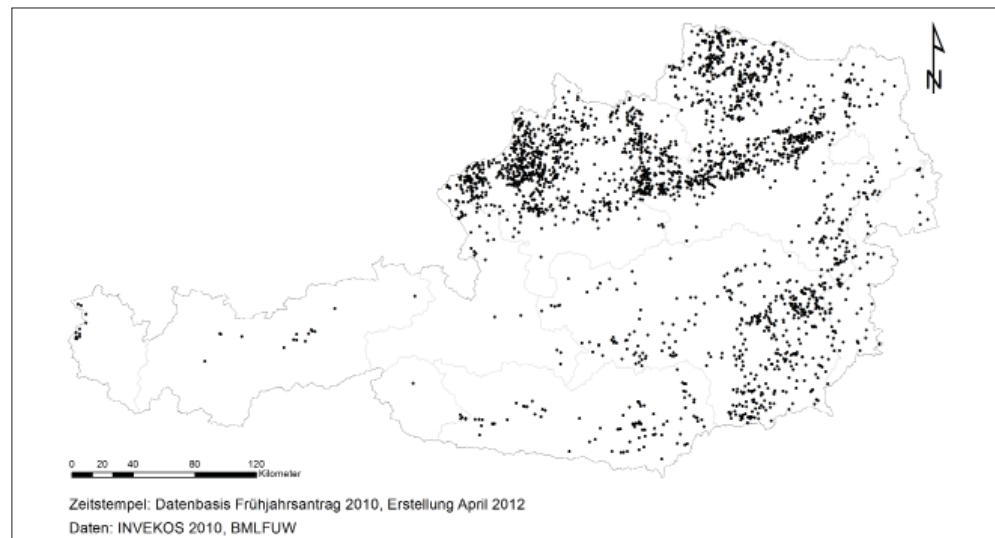 N
0 20 40 80 120
Kilometer
Zeitstempel: Datenbasis Frühjahrsantrag 2010, Erstellung April 2012
Daten: INVEKOS 2010, BMLFUW